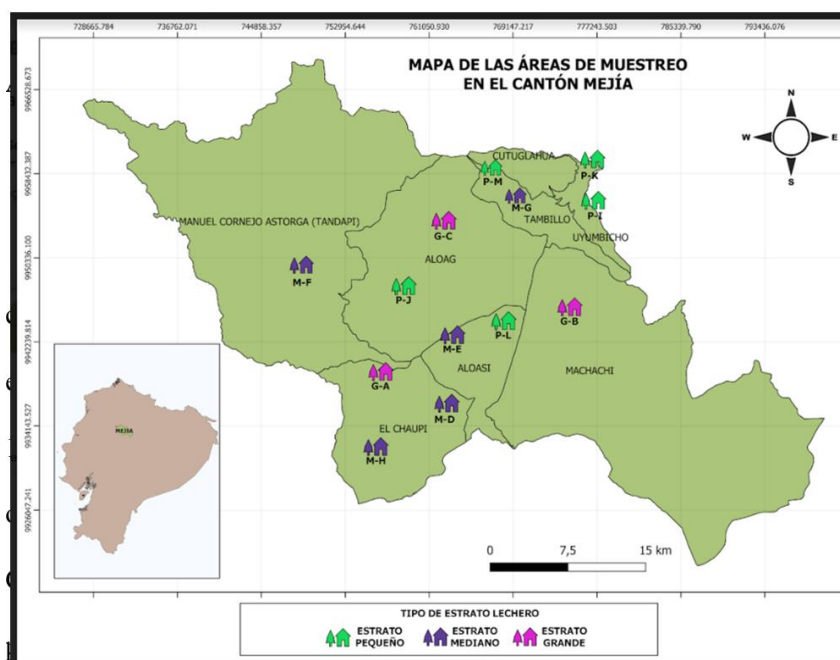 728665.784 736762.071 744858.357 752954.644 761050.930 769147.217 777243.503 785339.790 793436.076
MAPA DE LAS ÁREAS DE MUESTREO
EN EL CANTÓN MEJÍA
9966528.673
9958432.387
9950336.100
9942239.814
9934143.527
9926047.241
N
W E
S
CUTUGLAHUA
P-K
P-M
M-G
P-I
TAMBILLO
UYUMBICHO
MANUEL CORNEJO ASTORGA (TANDAPI)
G-C
ALOAG
M-F
P-J
G-B
P-L
M-E
ALOASI
MACHACHI
G-A
M-D
EL CHAUPI
M-H
MEJÍA
0 7,5 15 km
TIPO DE ESTRATO LECHERO
ESTRATO PEQUEÑO
ESTRATO MEDIANO
ESTRATO GRANDE